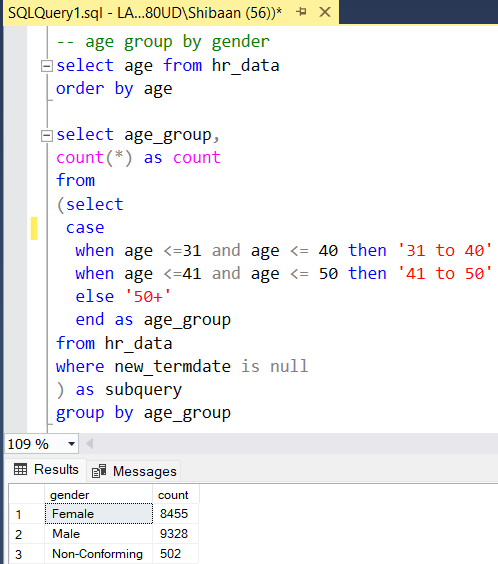 SQLQuery1.sql - LA...80UD\Shibaan (56))*
-- age group by gender
select age from hr_data
order by age
select age_group,
count(*) as count
from
(select
case
when age <=31 and age <= 40 then '31 to 40'
when age <=41 and age <= 50 then '41 to 50'
else '50+'
end as age_group
from hr_data
where new_termdate is null
) as subquery
group by age_group
109 %
Results Messages
gender count
1 Female 8455
2 Male 9328
3 Non-Conforming 502